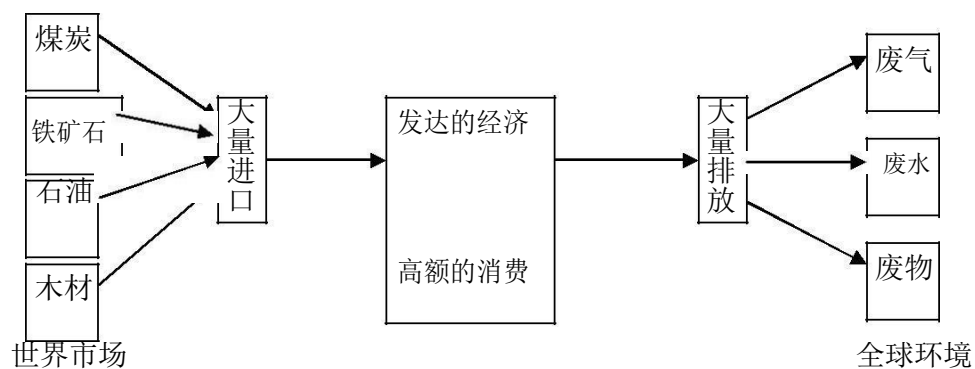 煤炭
铁矿石
石油
木材
世界市场
大量进口
发达的经济
高额的消费
大量排放
废气
废水
废物
全球环境